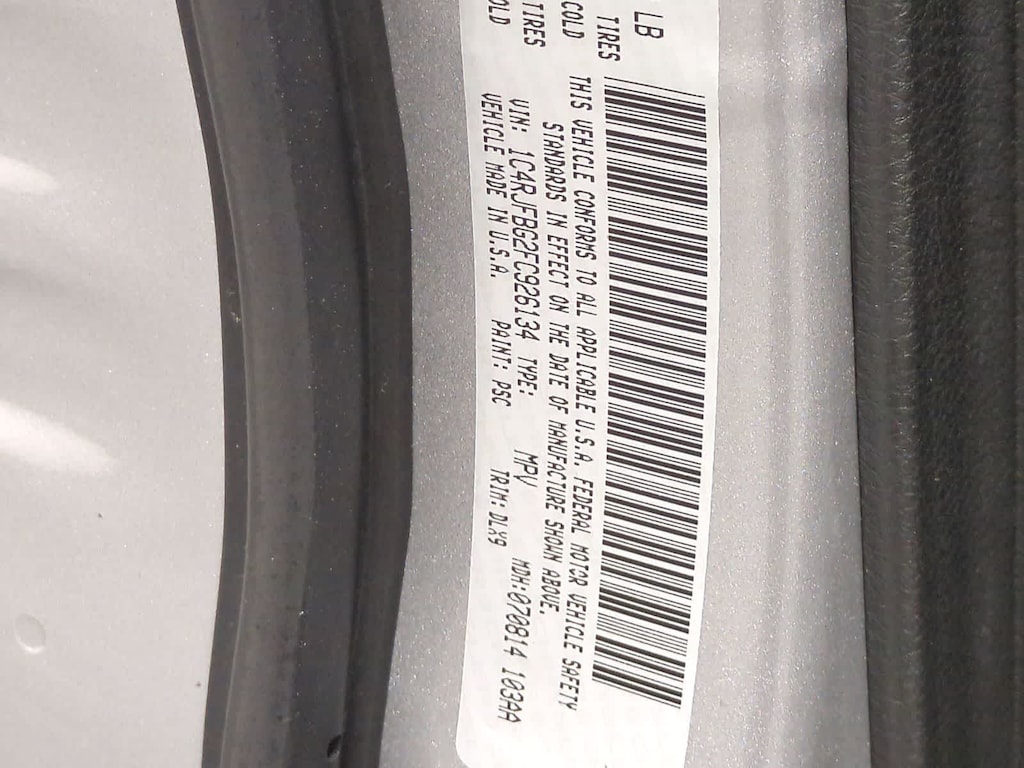 LB
TIRES
COLD
TIRES
OLD
THIS VEHICLE CONFORMS TO ALL APPLICABLE U.S.A. FEDERAL MOTOR VEHICLE SAFETY
STANDARDS IN EFFECT ON THE DATE OF MANUFACTURE SHOWN ABOVE.
VIN: 1C4RJFBG2FC926134 TYPE: MPV MDH:070814 103AA
VEHICLE MADE IN U.S.A. PAINT: PSC TRIM: DLX9